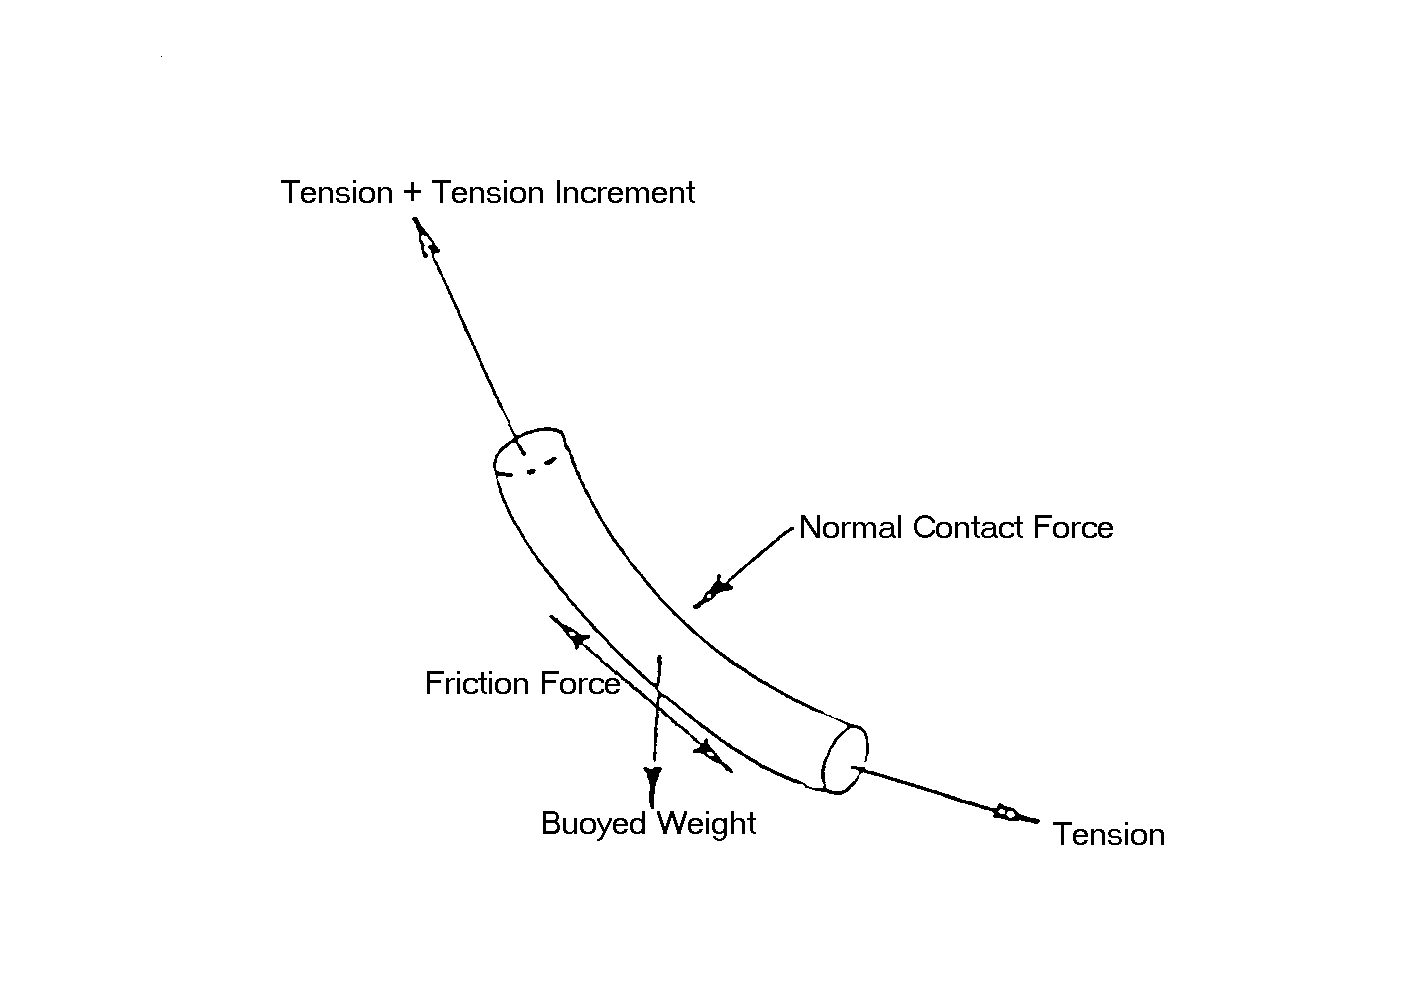 Tension + Tension Increment
Normal Contact Force
Friction Force
Buoyed Weight
Tension